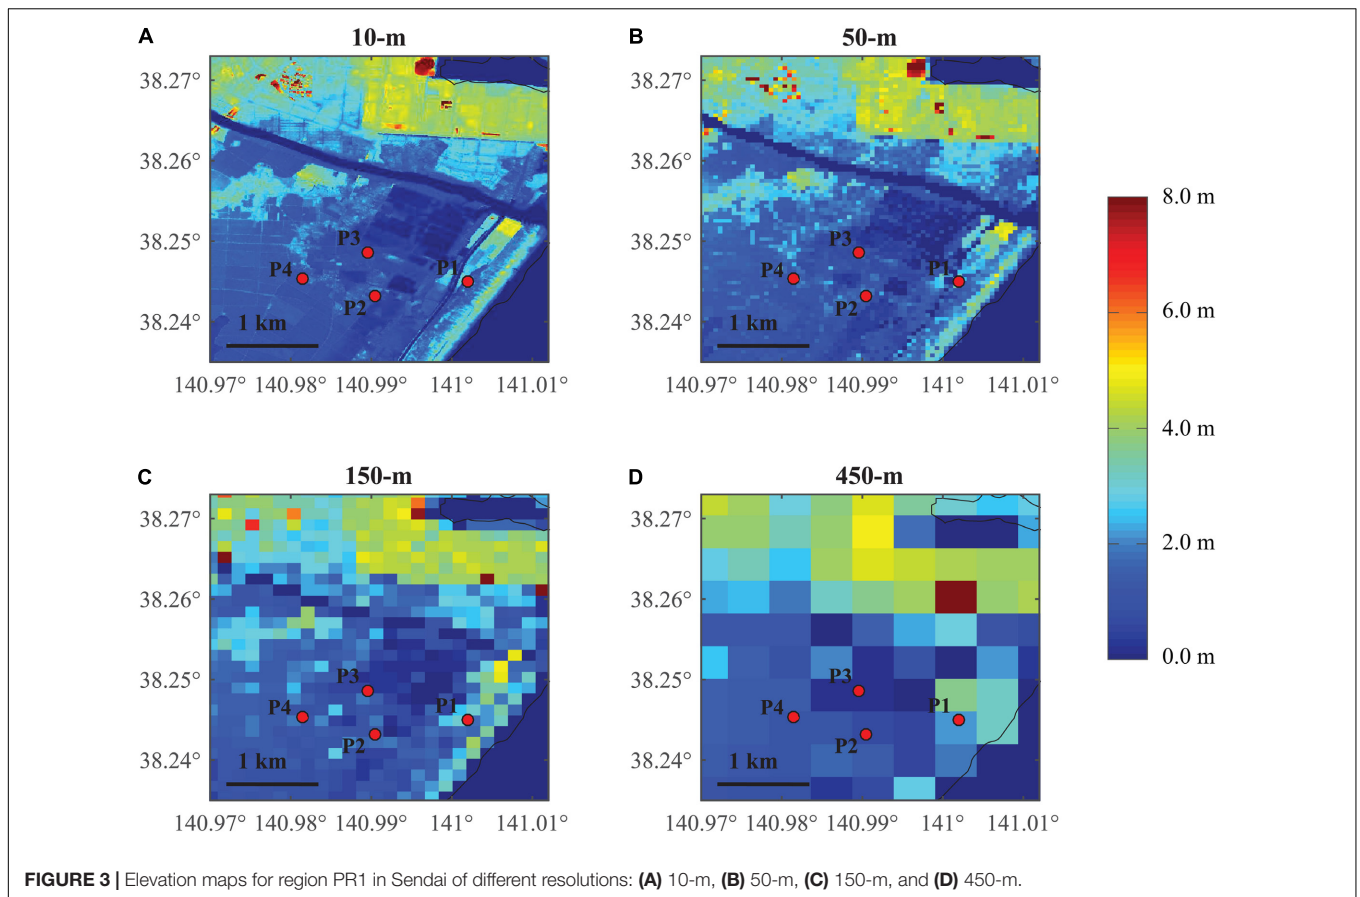 A
10-m
38.27°
38.26°
38.25°
38.24°
P3
P4
P1
P2
1 km
140.97° 140.98° 140.99° 141° 141.01°
B
50-m
38.27°
38.26°
38.25°
38.24°
P3
P4
P1
P2
1 km
140.97° 140.98° 140.99° 141° 141.01°
8.0 m
6.0 m
4.0 m
2.0 m
0.0 m
C
150-m
38.27°
38.26°
38.25°
38.24°
P3
P4
P1
P2
1 km
140.97° 140.98° 140.99° 141° 141.01°
D
450-m
38.27°
38.26°
38.25°
38.24°
P3
P4
P1
P2
1 km
140.97° 140.98° 140.99° 141° 141.01°
FIGURE 3 | Elevation maps for region PR1 in Sendai of different resolutions: (A) 10-m, (B) 50-m, (C) 150-m, and (D) 450-m.